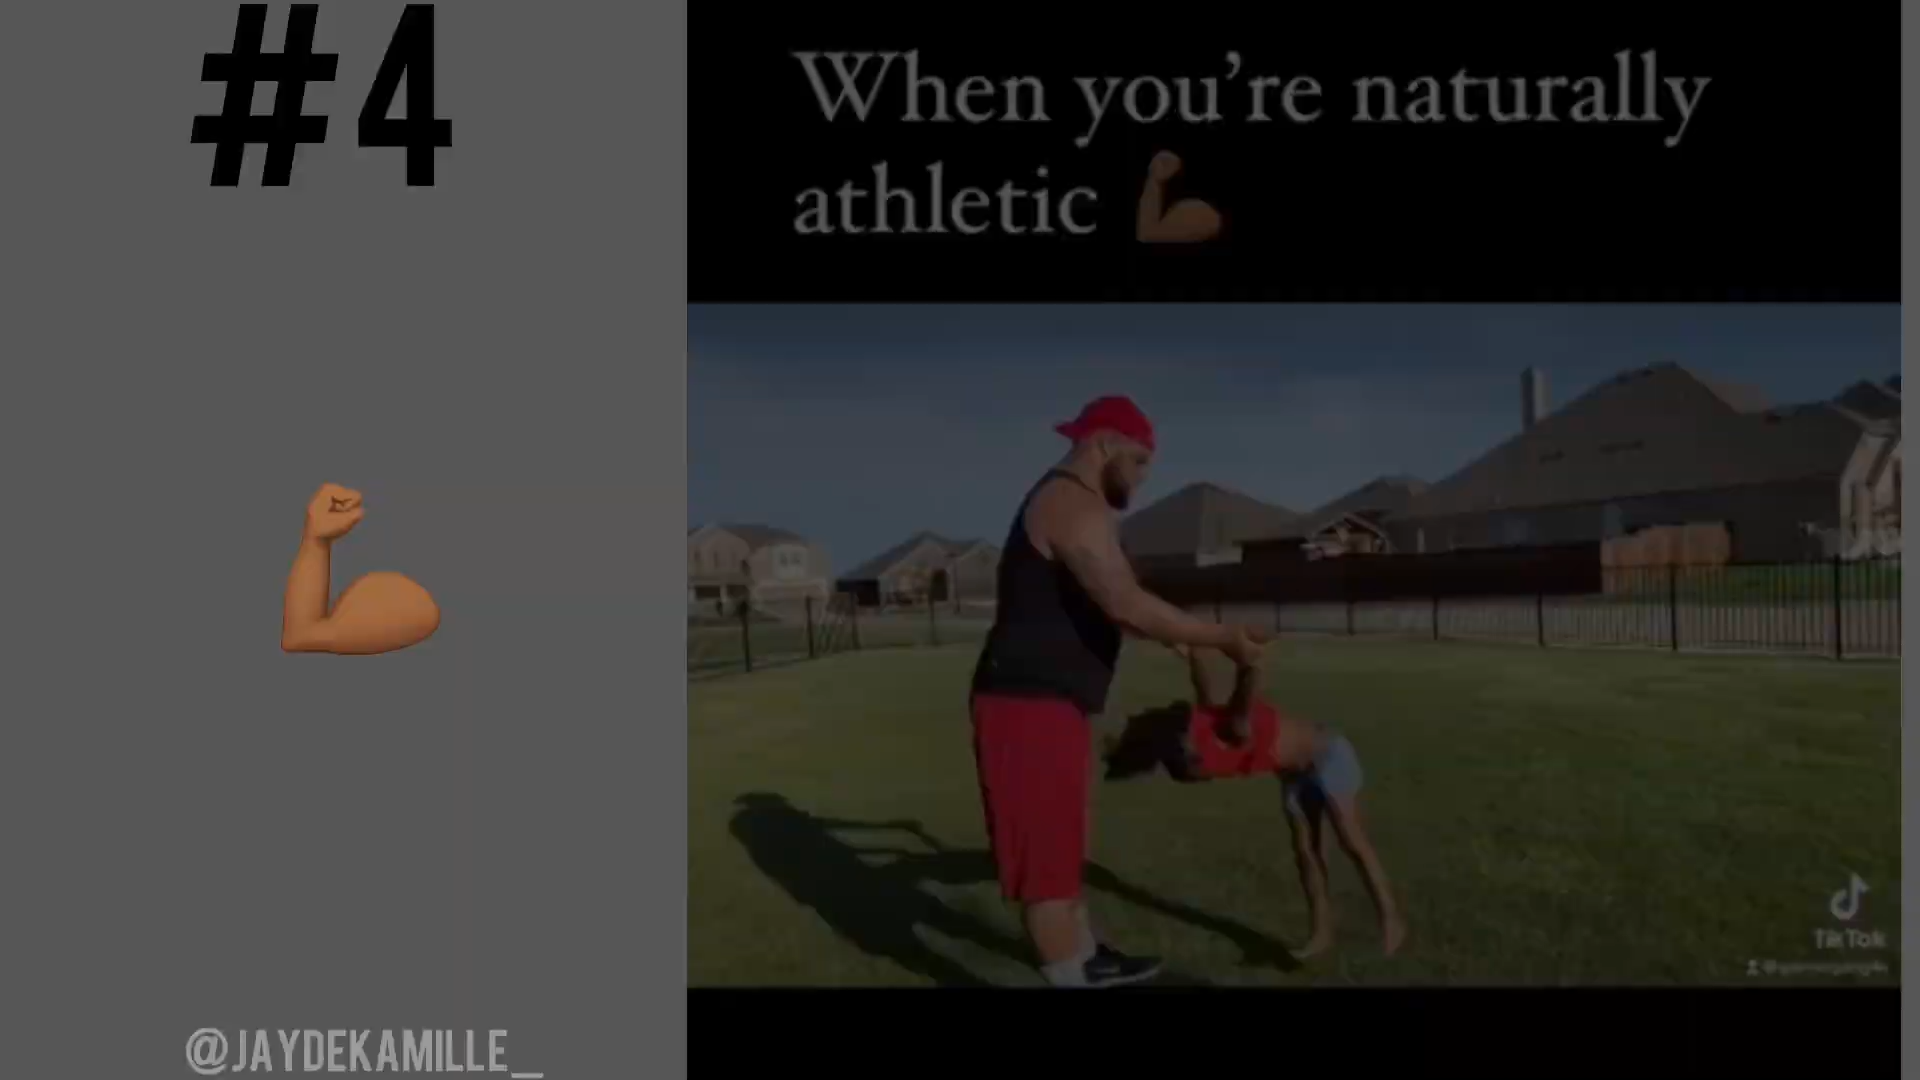 #4
When you're naturally
athletic
TikTok
@JAYDEKAMILLE_